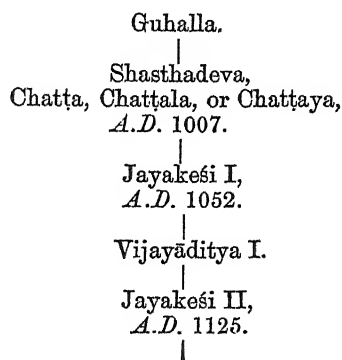 Guhalla.
Shasthadeva,
Chaṭṭa, Chaṭṭala, or Chaṭṭaya,
A.D. 1007.
Jayakeśi I,
A.D. 1052.
Vijayāditya I.
Jayakeśi II,
A.D. 1125.